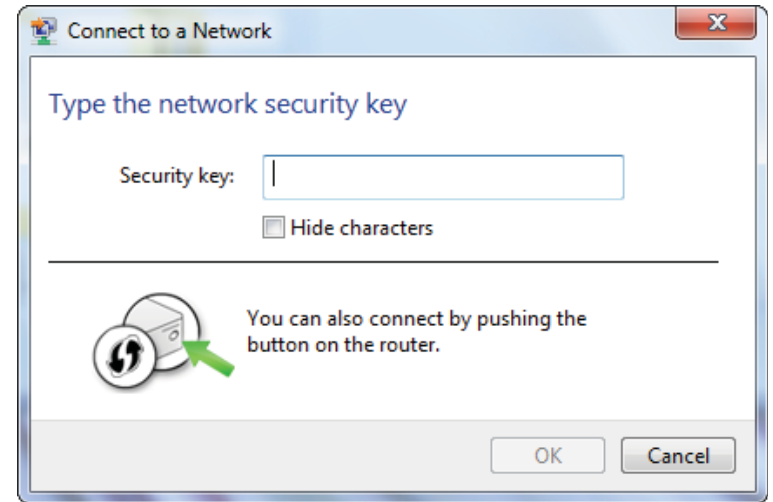 Connect to a Network
Type the network security key
Security key:
Hide characters
You can also connect by pushing the
button on the router.
OK
Cancel